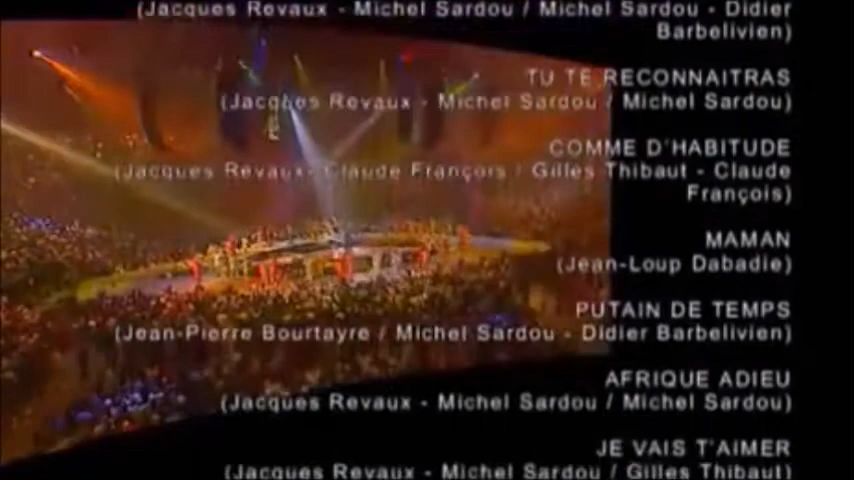 (Jacques Revaux - Michel Sardou / Michel Sardou - Didier
Barbelivien)
TU TE RECONNAITRAS
(Jacques Revaux - Michel Sardou / Michel Sardou)
COMME D'HABITUDE
(Jacques Revaux- Claude François / Gilles Thibaut - Claude
François)
MAMAN
(Jean-Loup Dabadie)
PUTAIN DE TEMPS
(Jean-Pierre Bourtayre / Michel Sardou - Didier Barbelivien)
AFRIQUE ADIEU
(Jacques Revaux - Michel Sardou / Michel Sardou)
JE VAIS T'AIMER
(Jacques Revaux - Michel Sardou / Gilles Thibaut)